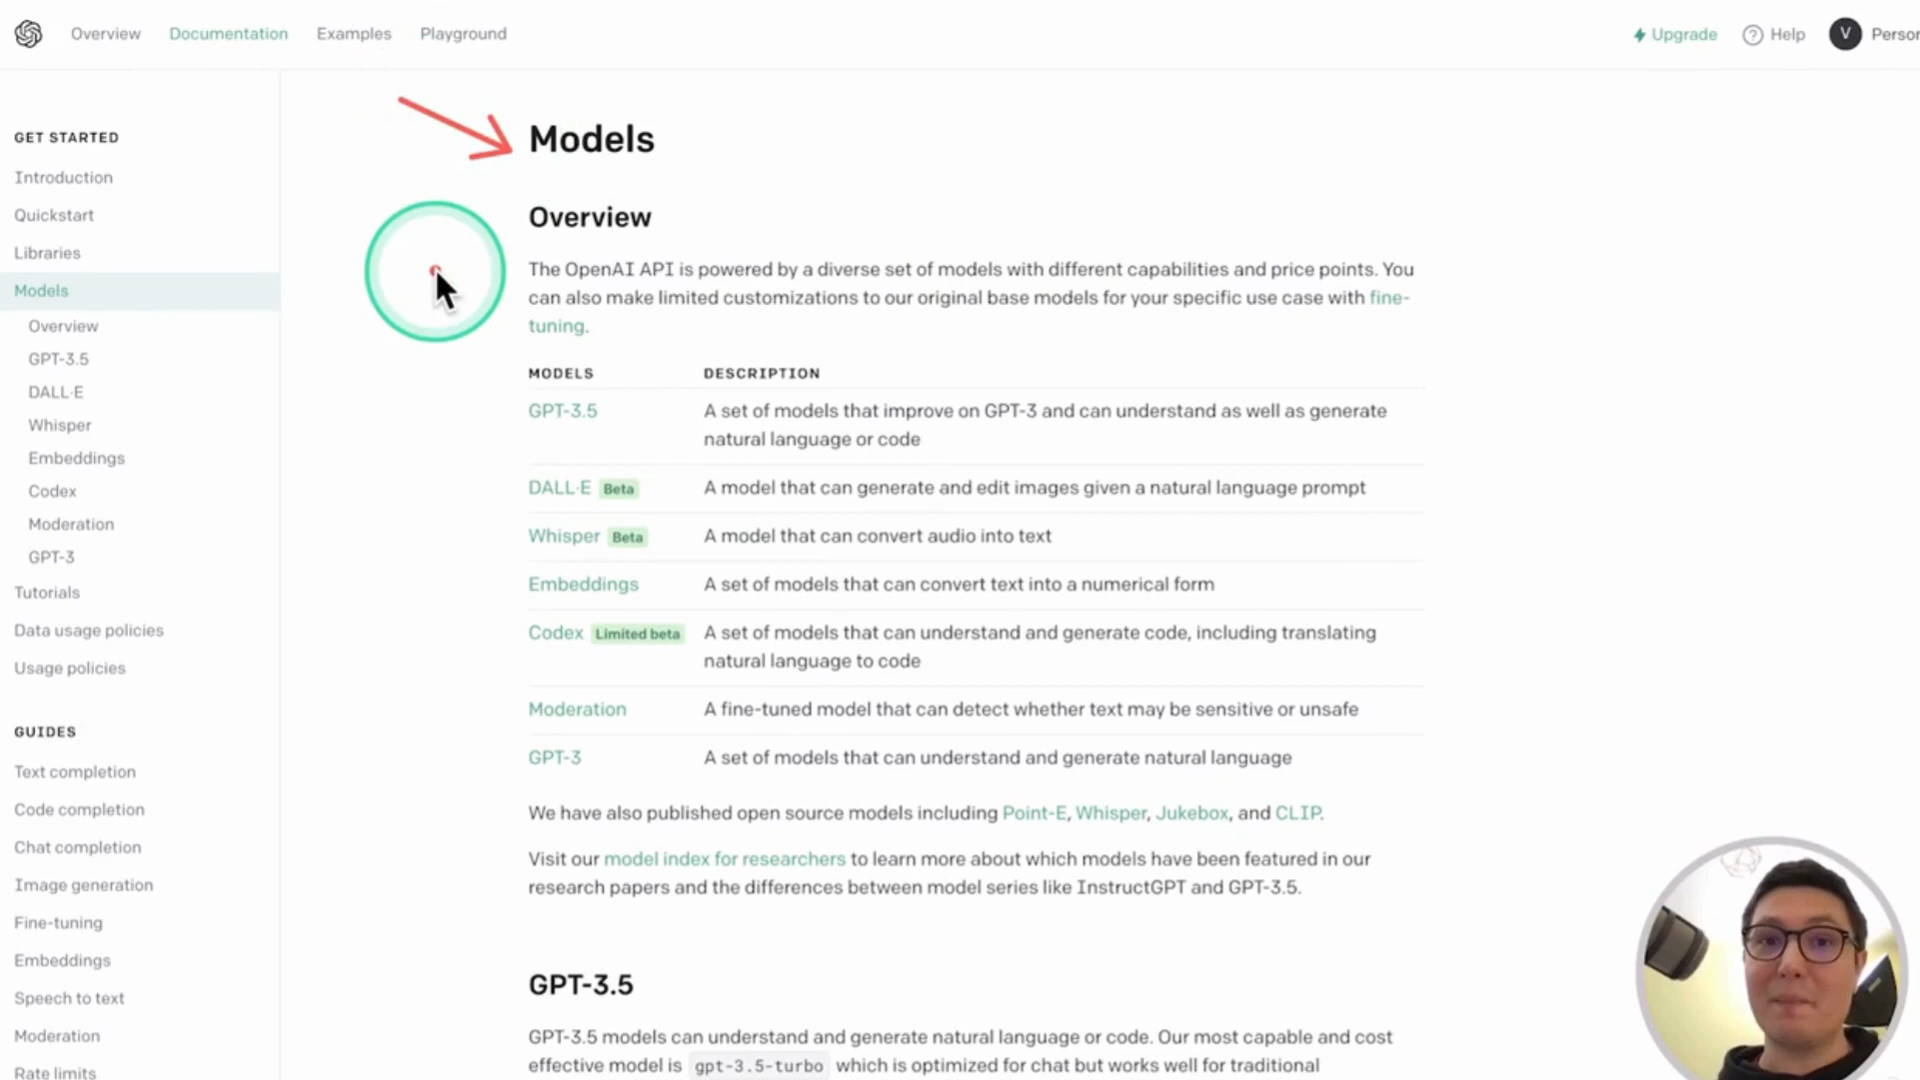 Overview Documentation Examples Playground
Upgrade Help V Person
GET STARTED
Introduction
Quickstart
Libraries
Models
Overview
GPT-3.5
DALL·E
Whisper
Embeddings
Codex
Moderation
GPT-3
Tutorials
Data usage policies
Usage policies
GUIDES
Text completion
Code completion
Chat completion
Image generation
Fine-tuning
Embeddings
Speech to text
Moderation
Rate limits
Models
Overview
The OpenAI API is powered by a diverse set of models with different capabilities and price points. You
can also make limited customizations to our original base models for your specific use case with fine-
tuning.
MODELS DESCRIPTION
GPT-3.5 A set of models that improve on GPT-3 and can understand as well as generate
natural language or code
DALL·E Beta A model that can generate and edit images given a natural language prompt
Whisper Beta A model that can convert audio into text
Embeddings A set of models that can convert text into a numerical form
Codex Limited beta A set of models that can understand and generate code, including translating
natural language to code
Moderation A fine-tuned model that can detect whether text may be sensitive or unsafe
GPT-3 A set of models that can understand and generate natural language
We have also published open source models including Point-E, Whisper, Jukebox, and CLIP.
Visit our model index for researchers to learn more about which models have been featured in our
research papers and the differences between model series like InstructGPT and GPT-3.5.
GPT-3.5
GPT-3.5 models can understand and generate natural language or code. Our most capable and cost
effective model is gpt-3.5-turbo which is optimized for chat but works well for traditional